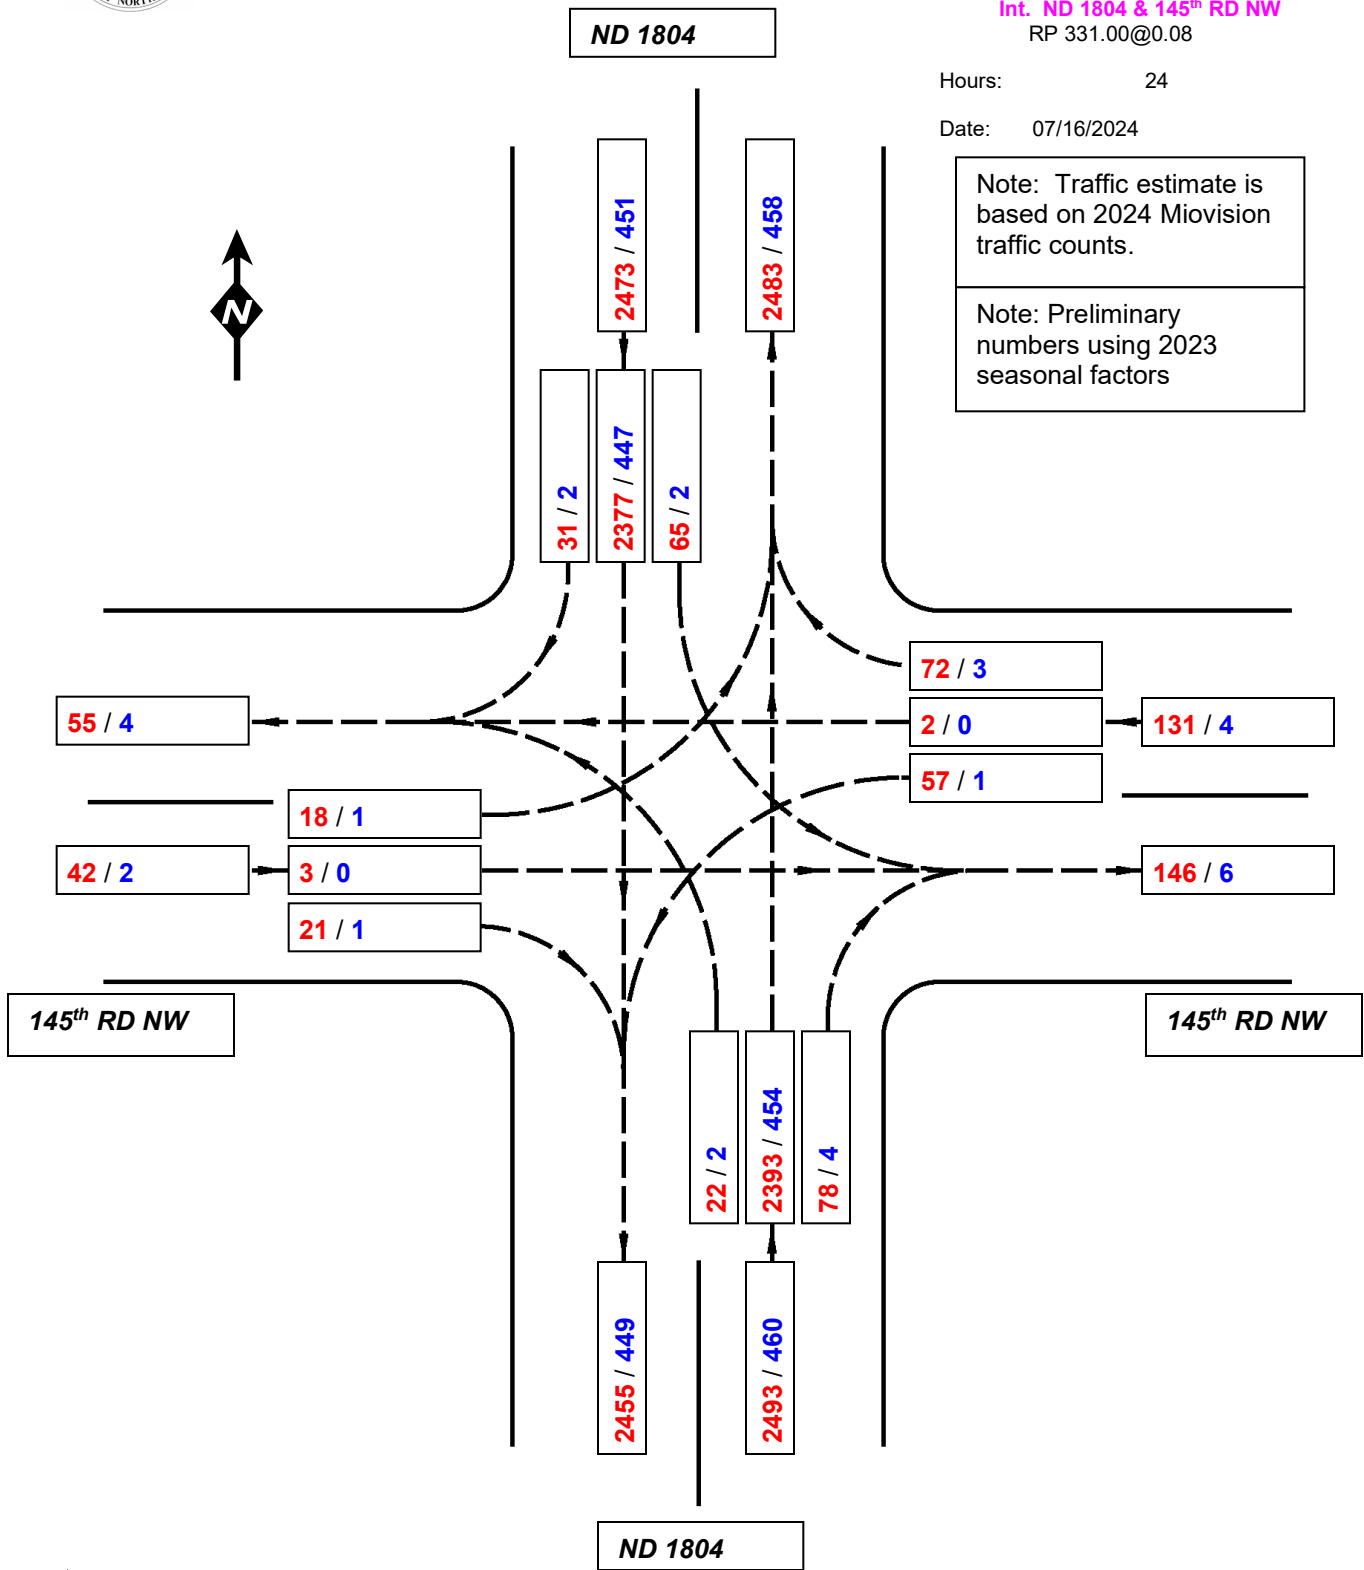 NORTH
Int. ND 1804 & 145th RD NW
ND 1804
RP 331.00@0.08
Hours: 24
Date: 07/16/2024
Note: Traffic estimate is
based on 2024 Miovision
traffic counts.
Note: Preliminary
numbers using 2023
seasonal factors
2473 / 451
2483 / 458
N
31 / 2
2377 / 447
65 / 2
72 / 3
55 / 4
2 / 0
131 / 4
57 / 1
18 / 1
42 / 2
3 / 0
146 / 6
21 / 1
145th RD NW
145th RD NW
22 / 2
2393 / 454
78 / 4
2455 / 449
2493 / 460
ND 1804